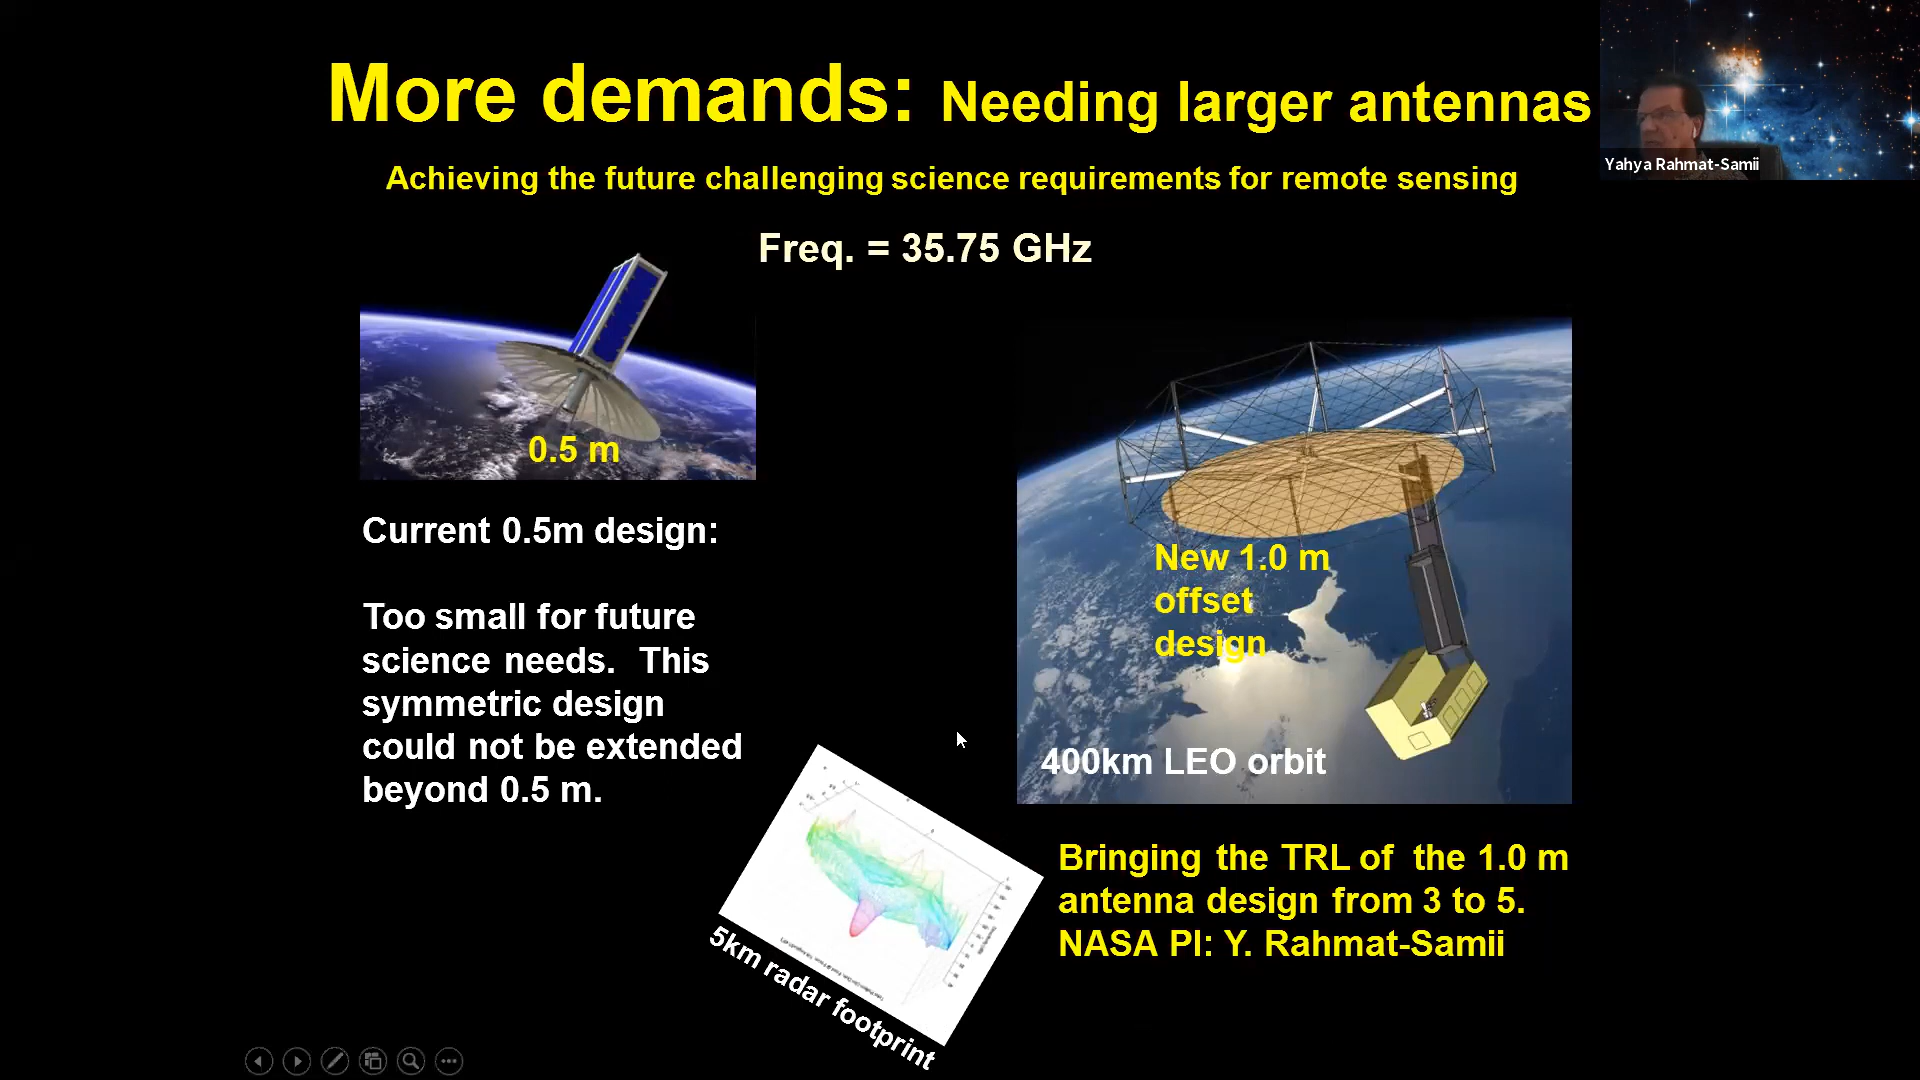 More demands: Needing larger antennas
Yahya Rahmat-Samii
Achieving the future challenging science requirements for remote sensing
Freq. = 35.75 GHz
0.5 m
Current 0.5m design:
Too small for future
science needs. This
symmetric design
could not be extended
beyond 0.5 m.
New 1.0 m
offset
design
400km LEO orbit
5km radar footprint
Bringing the TRL of the 1.0 m
antenna design from 3 to 5.
NASA PI: Y. Rahmat-Samii